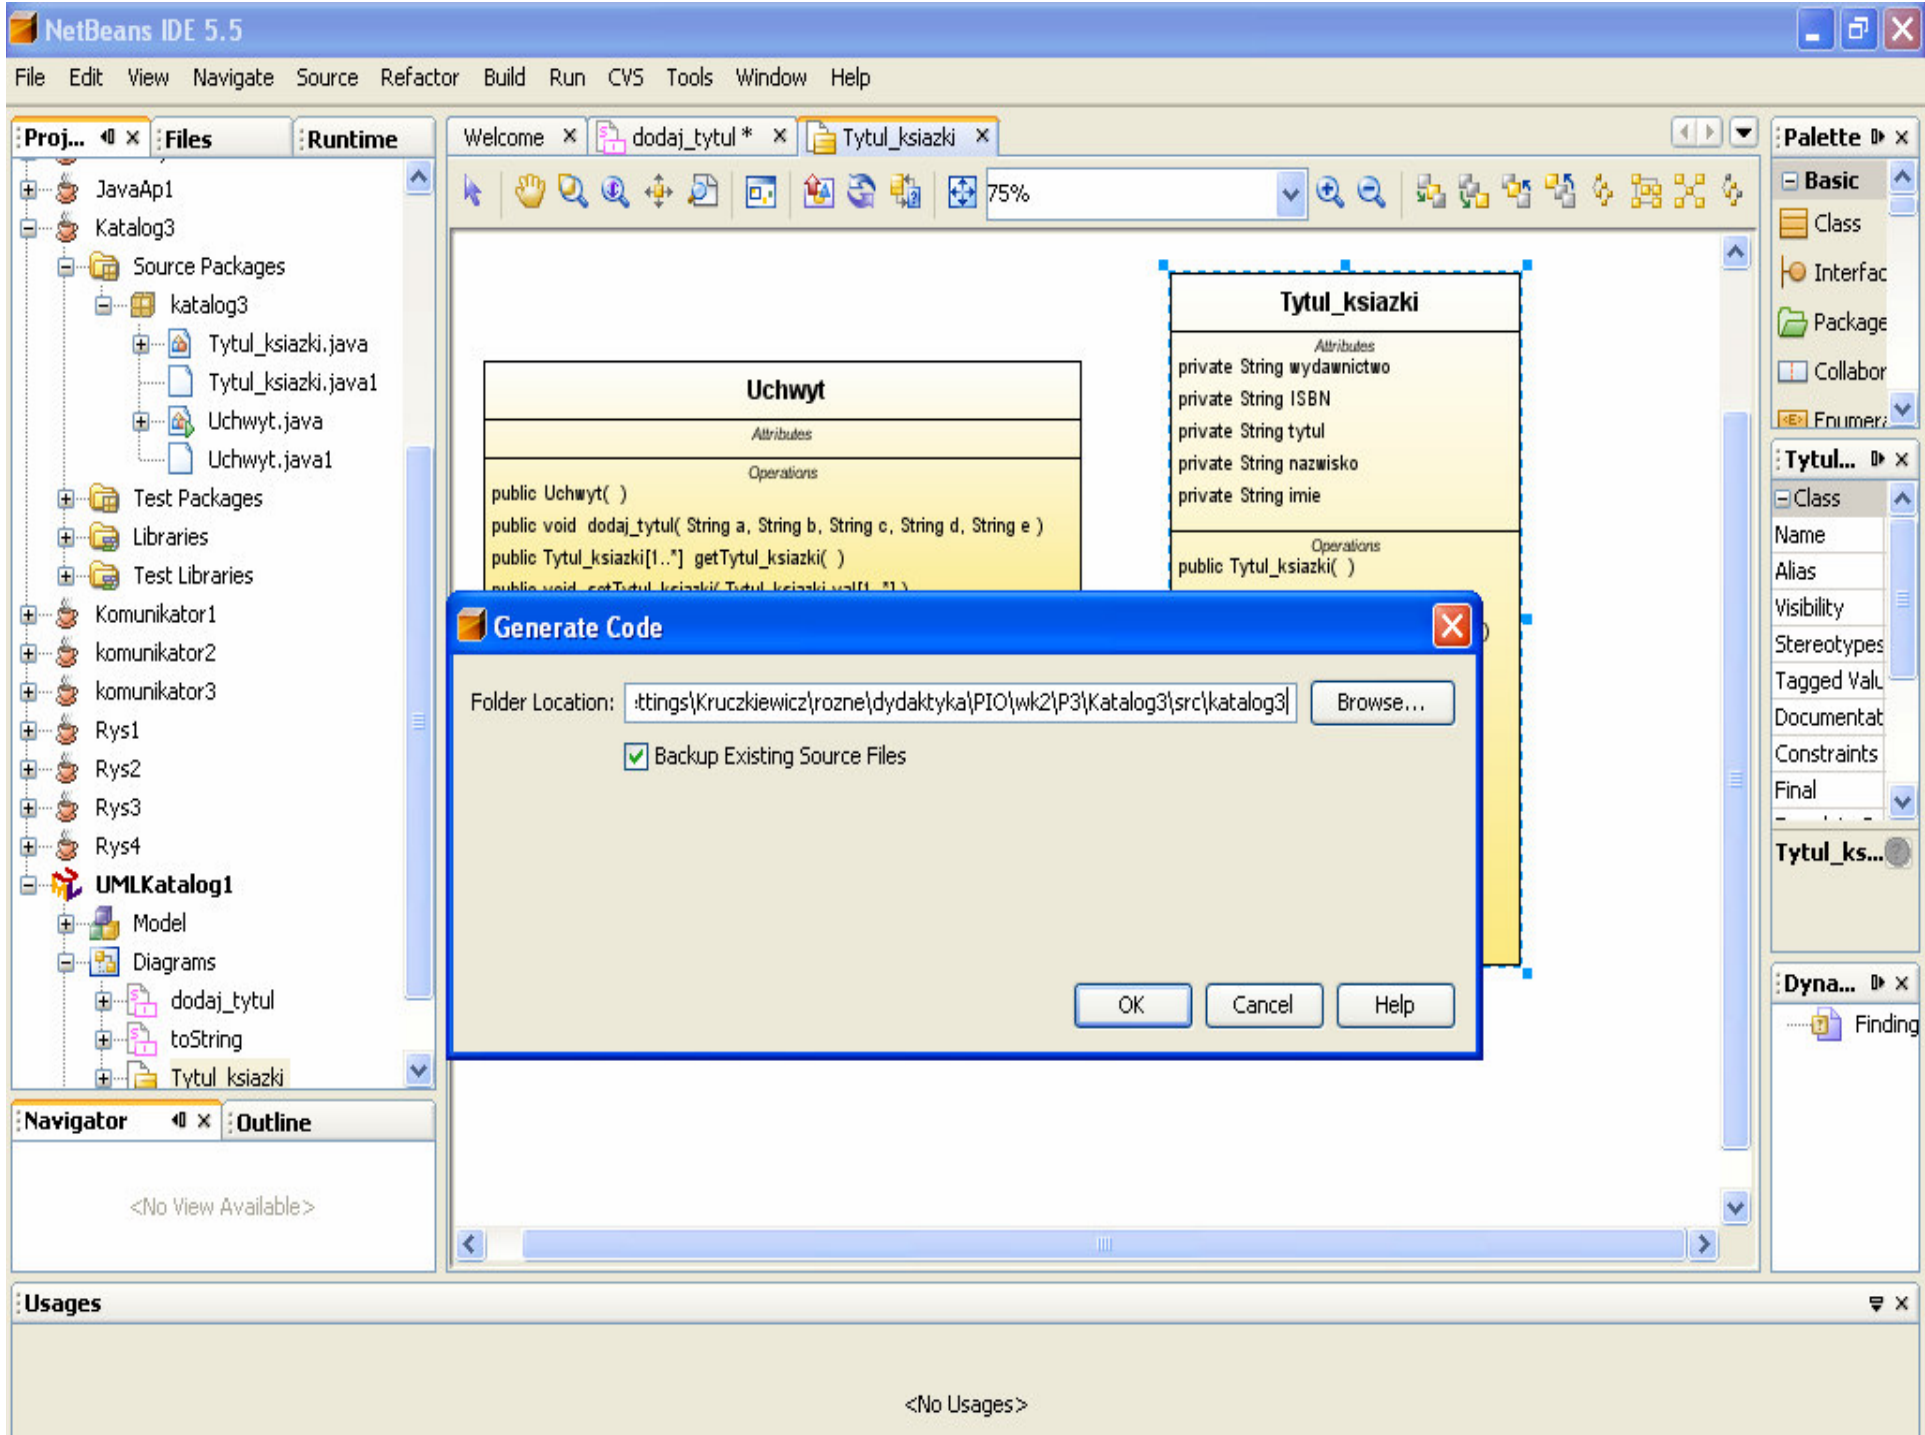 NetBeans IDE 5.5
File Edit View Navigate Source Refactor Build Run CVS Tools Window Help
Proj... Files Runtime
JavaAp1
Katalog3
Source Packages
katalog3
Tytul_ksiazki.java
Tytul_ksiazki.java1
Uchwyt.java
Uchwyt.java1
Test Packages
Libraries
Test Libraries
Komunikator1
komunikator2
komunikator3
Rys1
Rys2
Rys3
Rys4
UMLKatalog1
Model
Diagrams
dodaj_tytul
toString
Tytul_ksiazki
Navigator Outline
<No View Available>
Welcome dodaj_tytul * Tytul_ksiazki
75%
Uchwyt
Attributes
Operations
public Uchwyt( )
public void dodaj_tytul( String a, String b, String c, String d, String e )
public Tytul_ksiazki[1..*] getTytul_ksiazki( )
public void setTytul_ksiazki( Tytul_ksiazki val[1..*] )
Tytul_ksiazki
Attributes
private String wydawnictwo
private String ISBN
private String tytul
private String nazwisko
private String imie
Operations
public Tytul_ksiazki( )
)
Generate Code
Folder Location: ttings\Kruczkiewicz\rozne\dydaktyka\PIO\wk2\P3\Katalog3\src\katalog3 Browse...
Backup Existing Source Files
OK Cancel Help
Palette
Basic
Class
Interfac
Package
Collabor
<E> Enumera
Tytul...
Class
Name
Alias
Visibility
Stereotypes
Tagged Valu
Documentat
Constraints
Final
Tytul_ks...
Dyna...
Finding
Usages
<No Usages>